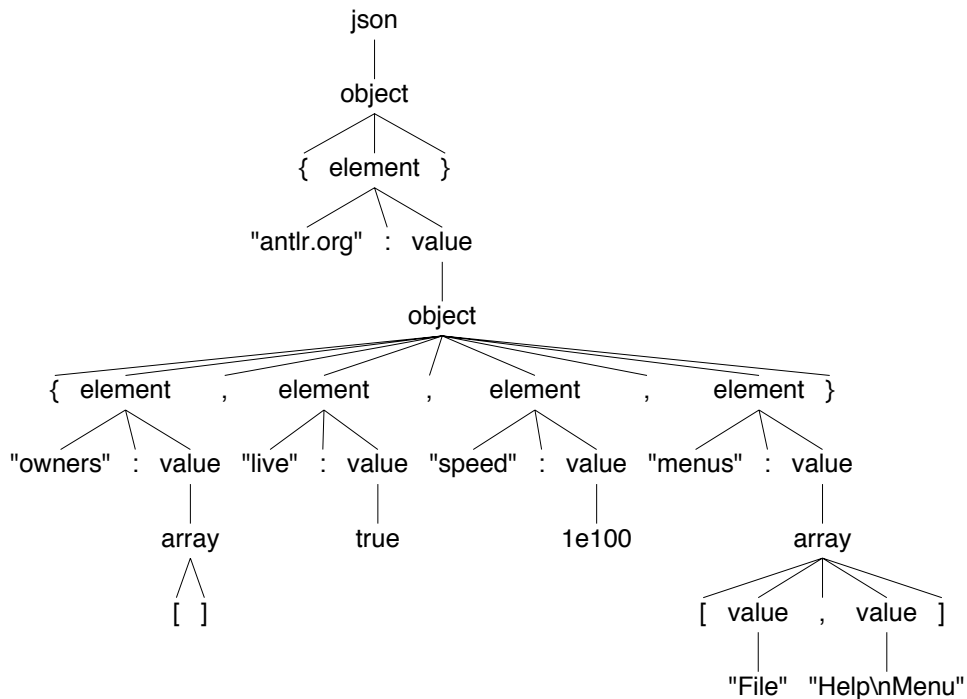 json
object
{ element }
"antlr.org" : value
object
{ element , element , element , element }
"owners" : value "live" : value "speed" : value "menus" : value
array true 1e100 array
[ ] [ value , value ]
"File" "Help\nMenu"